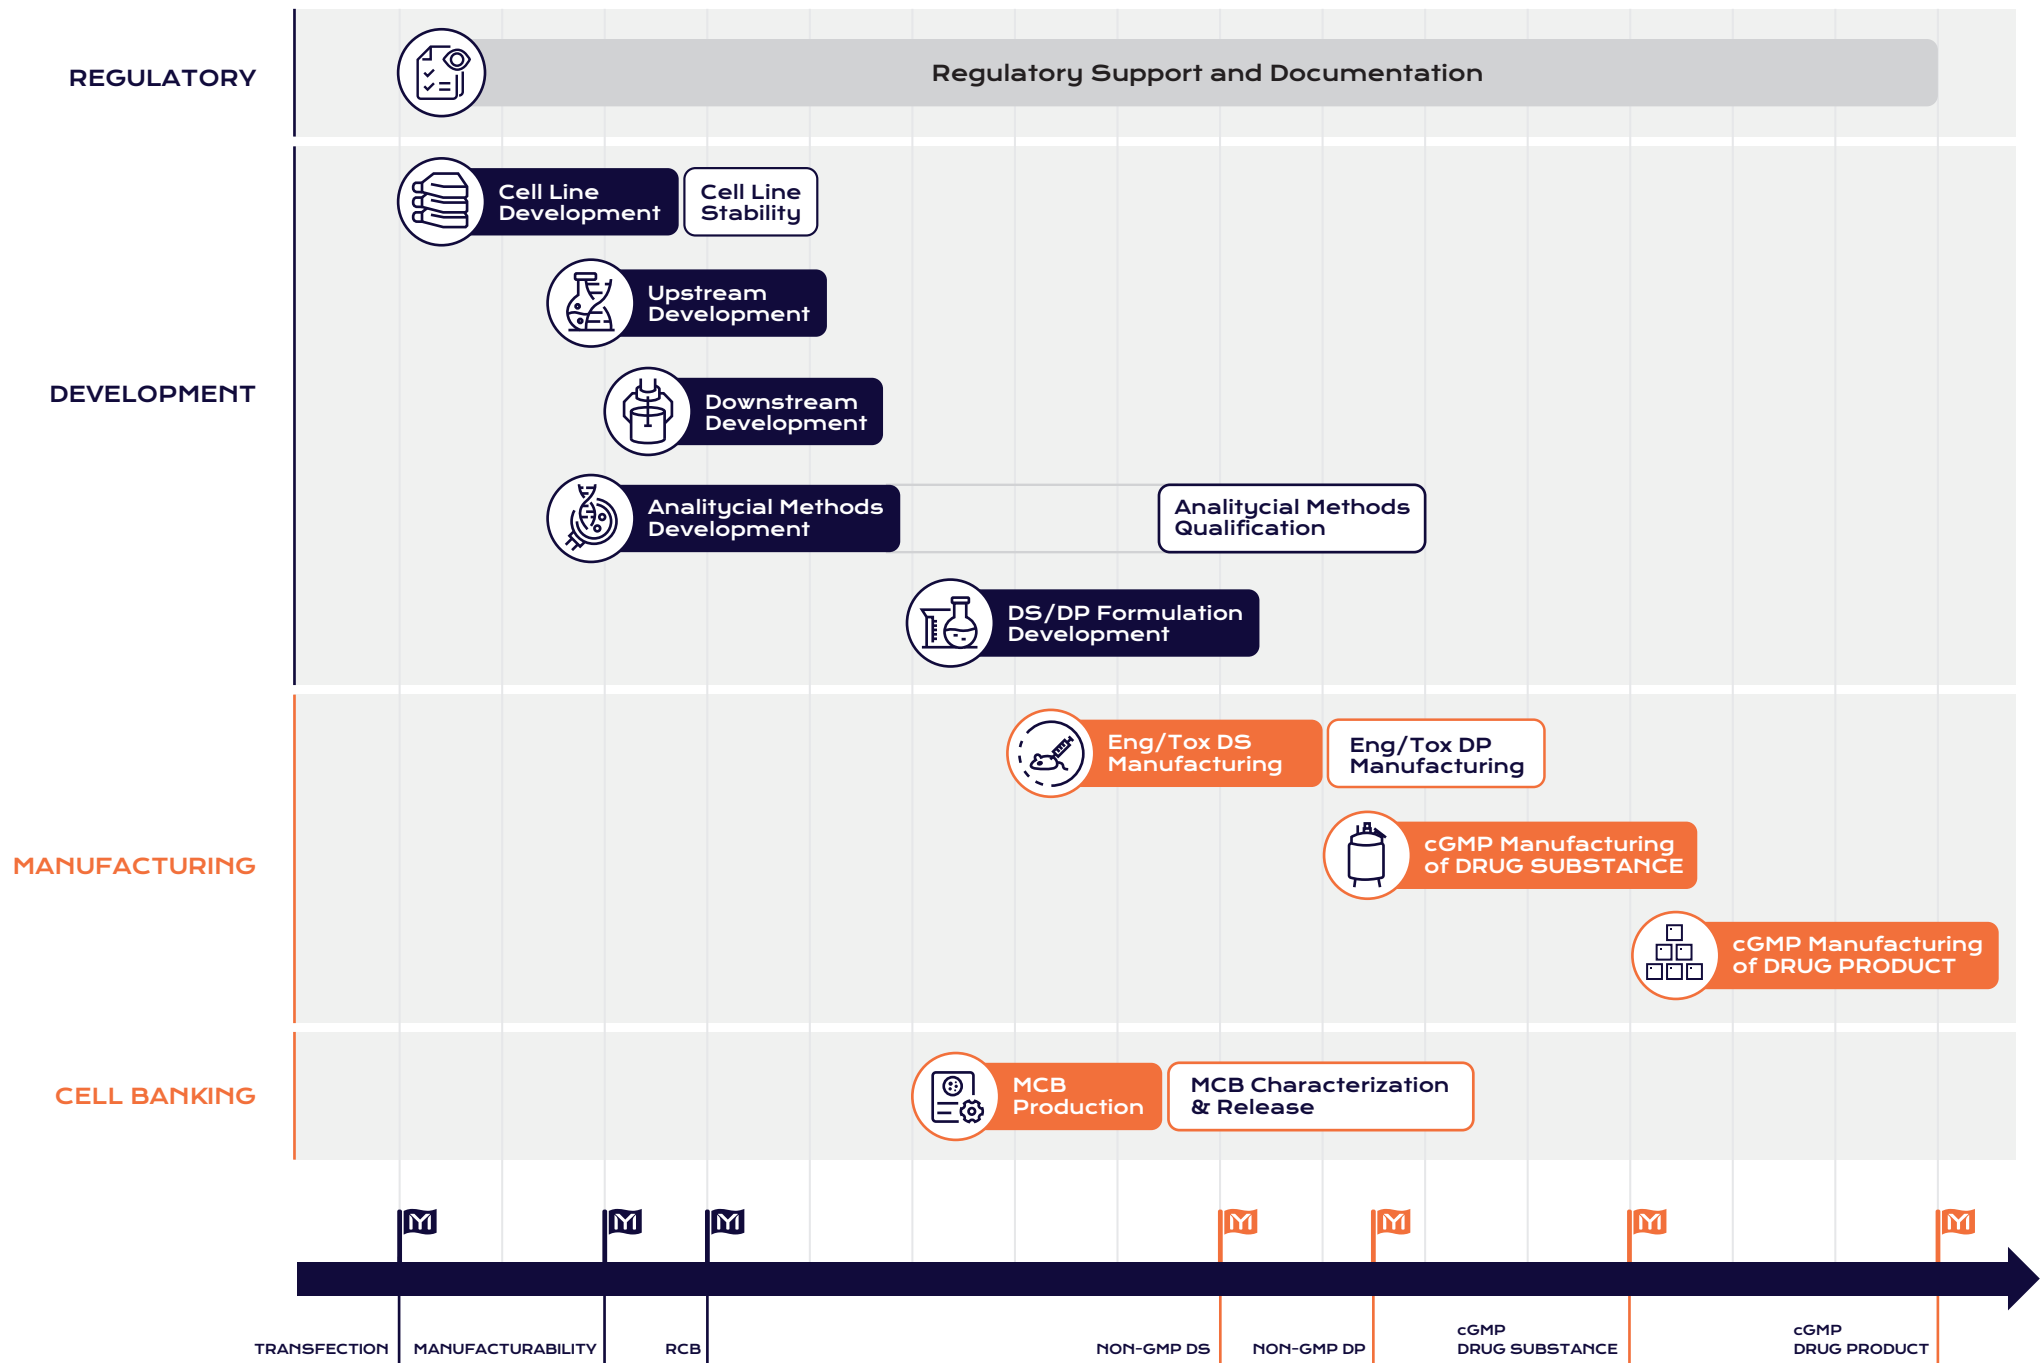 REGULATORY
Regulatory Support and Documentation
DEVELOPMENT
Cell Line
Development
Cell Line
Stability
Upstream
Development
Downstream
Development
Analitycial Methods
Development
Analitycial Methods
Qualification
DS/DP Formulation
Development
MANUFACTURING
Eng/Tox DS
Manufacturing
Eng/Tox DP
Manufacturing
cGMP Manufacturing
of DRUG SUBSTANCE
cGMP Manufacturing
of DRUG PRODUCT
CELL BANKING
MCB
Production
MCB Characterization
& Release
TRANSFECTION
MANUFACTURABILITY
RCB
NON-GMP DS
NON-GMP DP
cGMP
DRUG SUBSTANCE
cGMP
DRUG PRODUCT